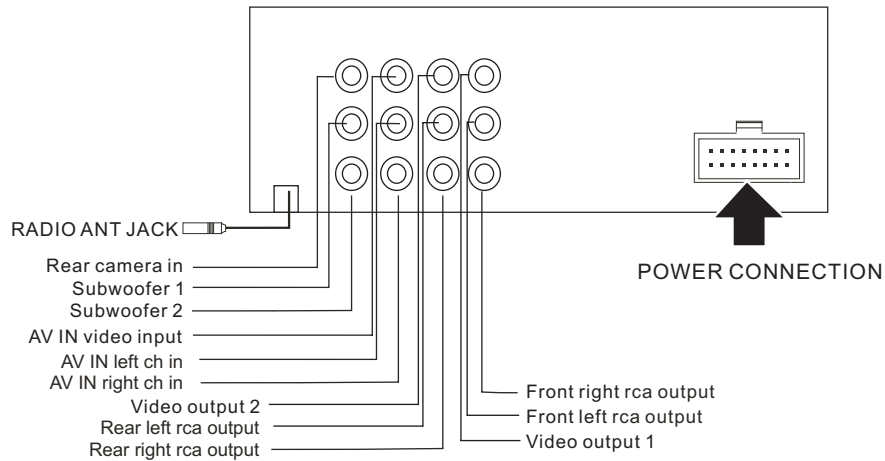 RADIO ANT JACK
Rear camera in
Subwoofer 1
Subwoofer 2
AV IN video input
AV IN left ch in
AV IN right ch in
Video output 2
Rear left rca output
Rear right rca output
POWER CONNECTION
Front right rca output
Front left rca output
Video output 1